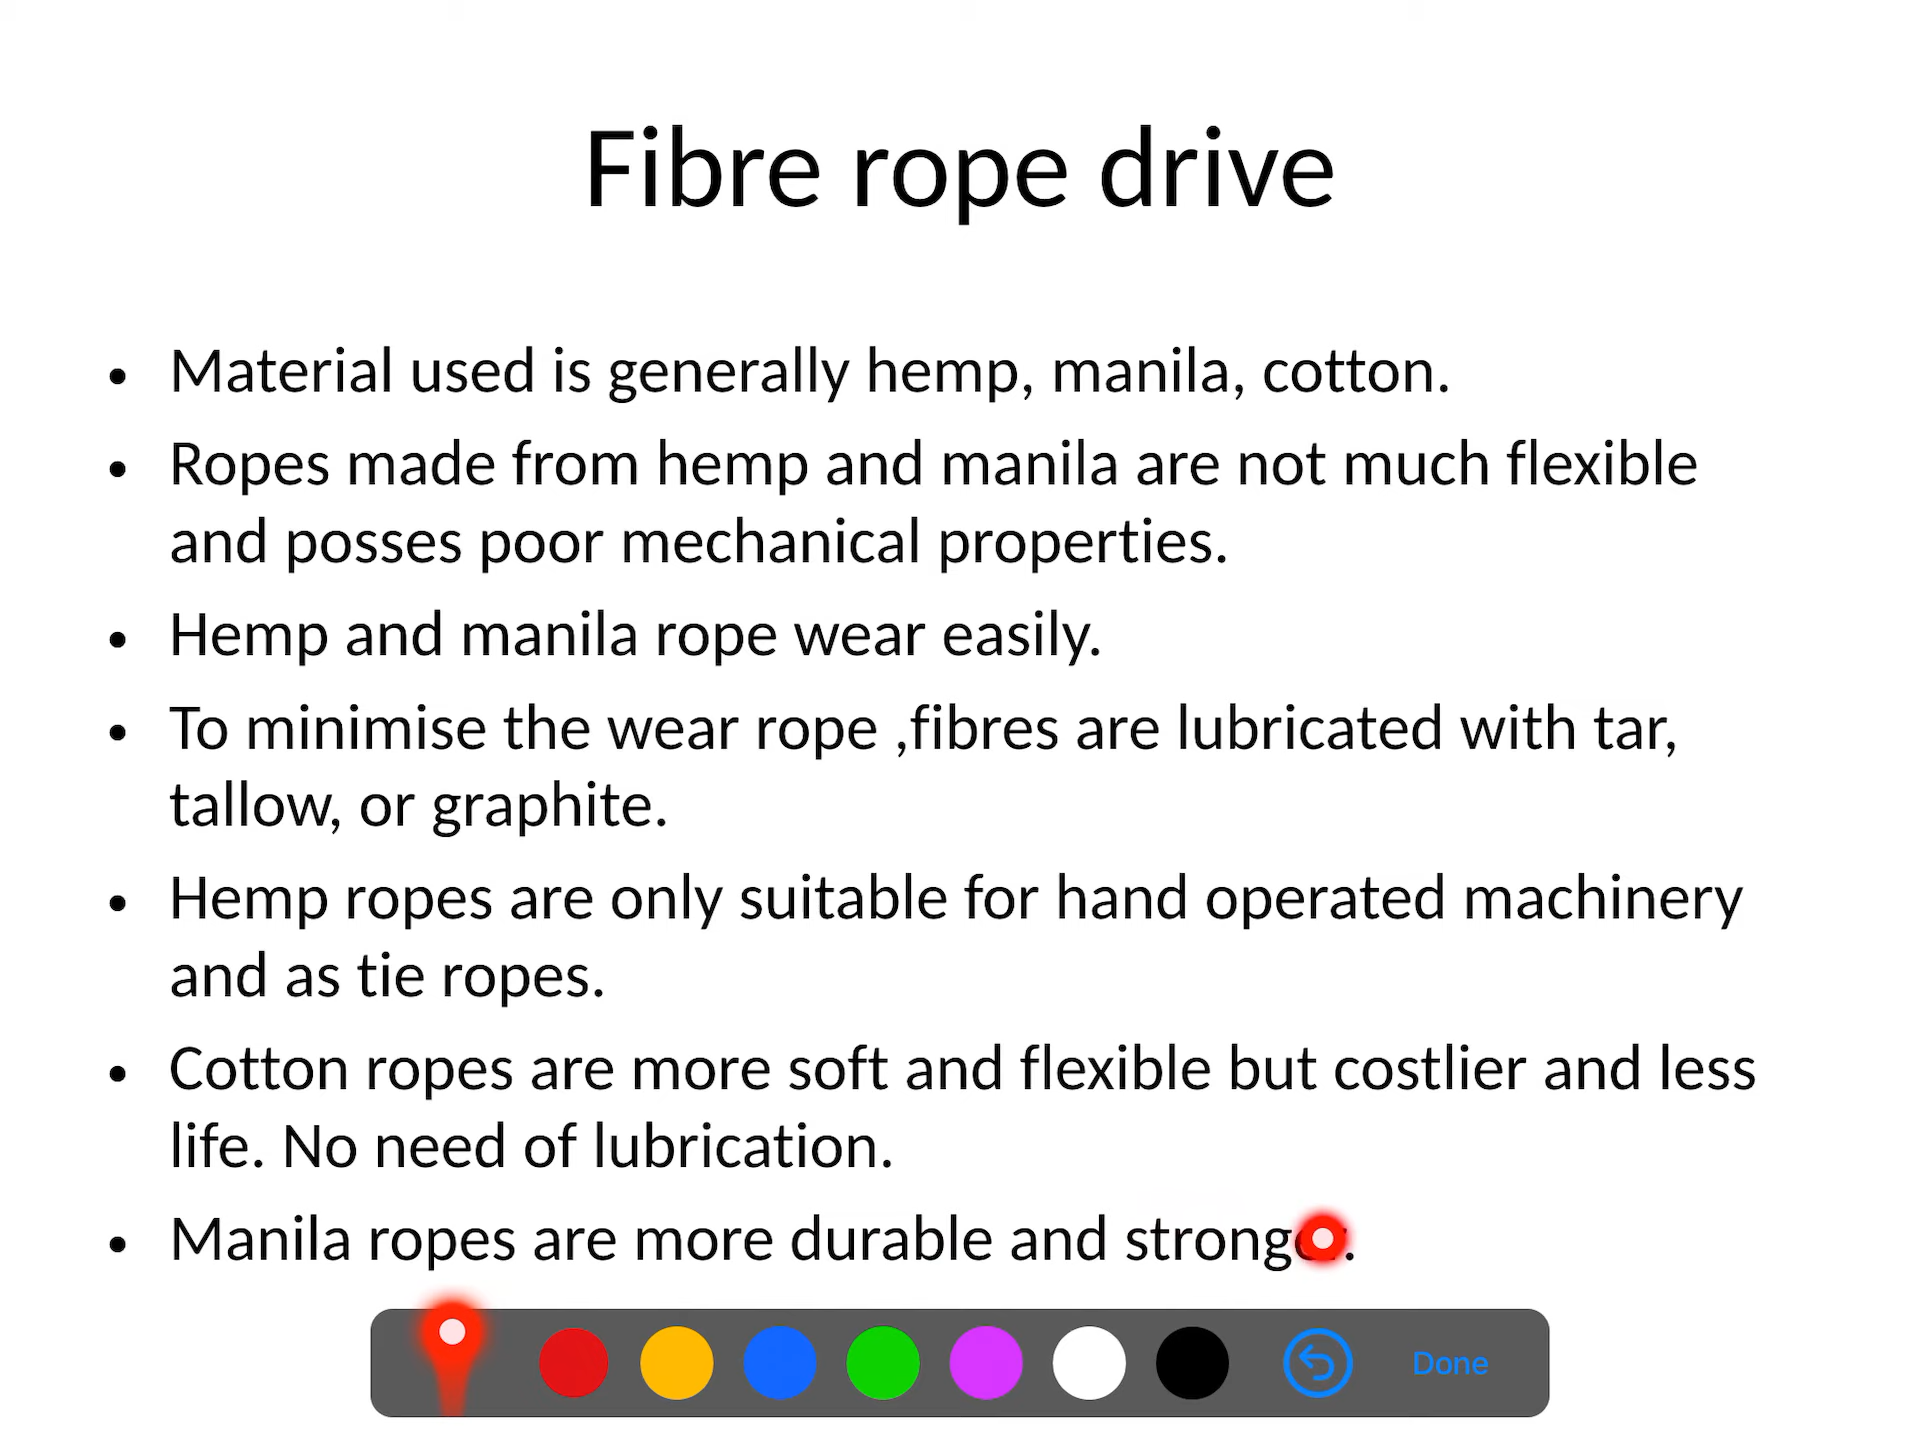 Fibre rope drive
• Material used is generally hemp, manila, cotton.
• Ropes made from hemp and manila are not much flexible
and posses poor mechanical properties.
• Hemp and manila rope wear easily.
• To minimise the wear rope ,fibres are lubricated with tar,
tallow, or graphite.
• Hemp ropes are only suitable for hand operated machinery
and as tie ropes.
• Cotton ropes are more soft and flexible but costlier and less
life. No need of lubrication.
• Manila ropes are more durable and stronger.
Done